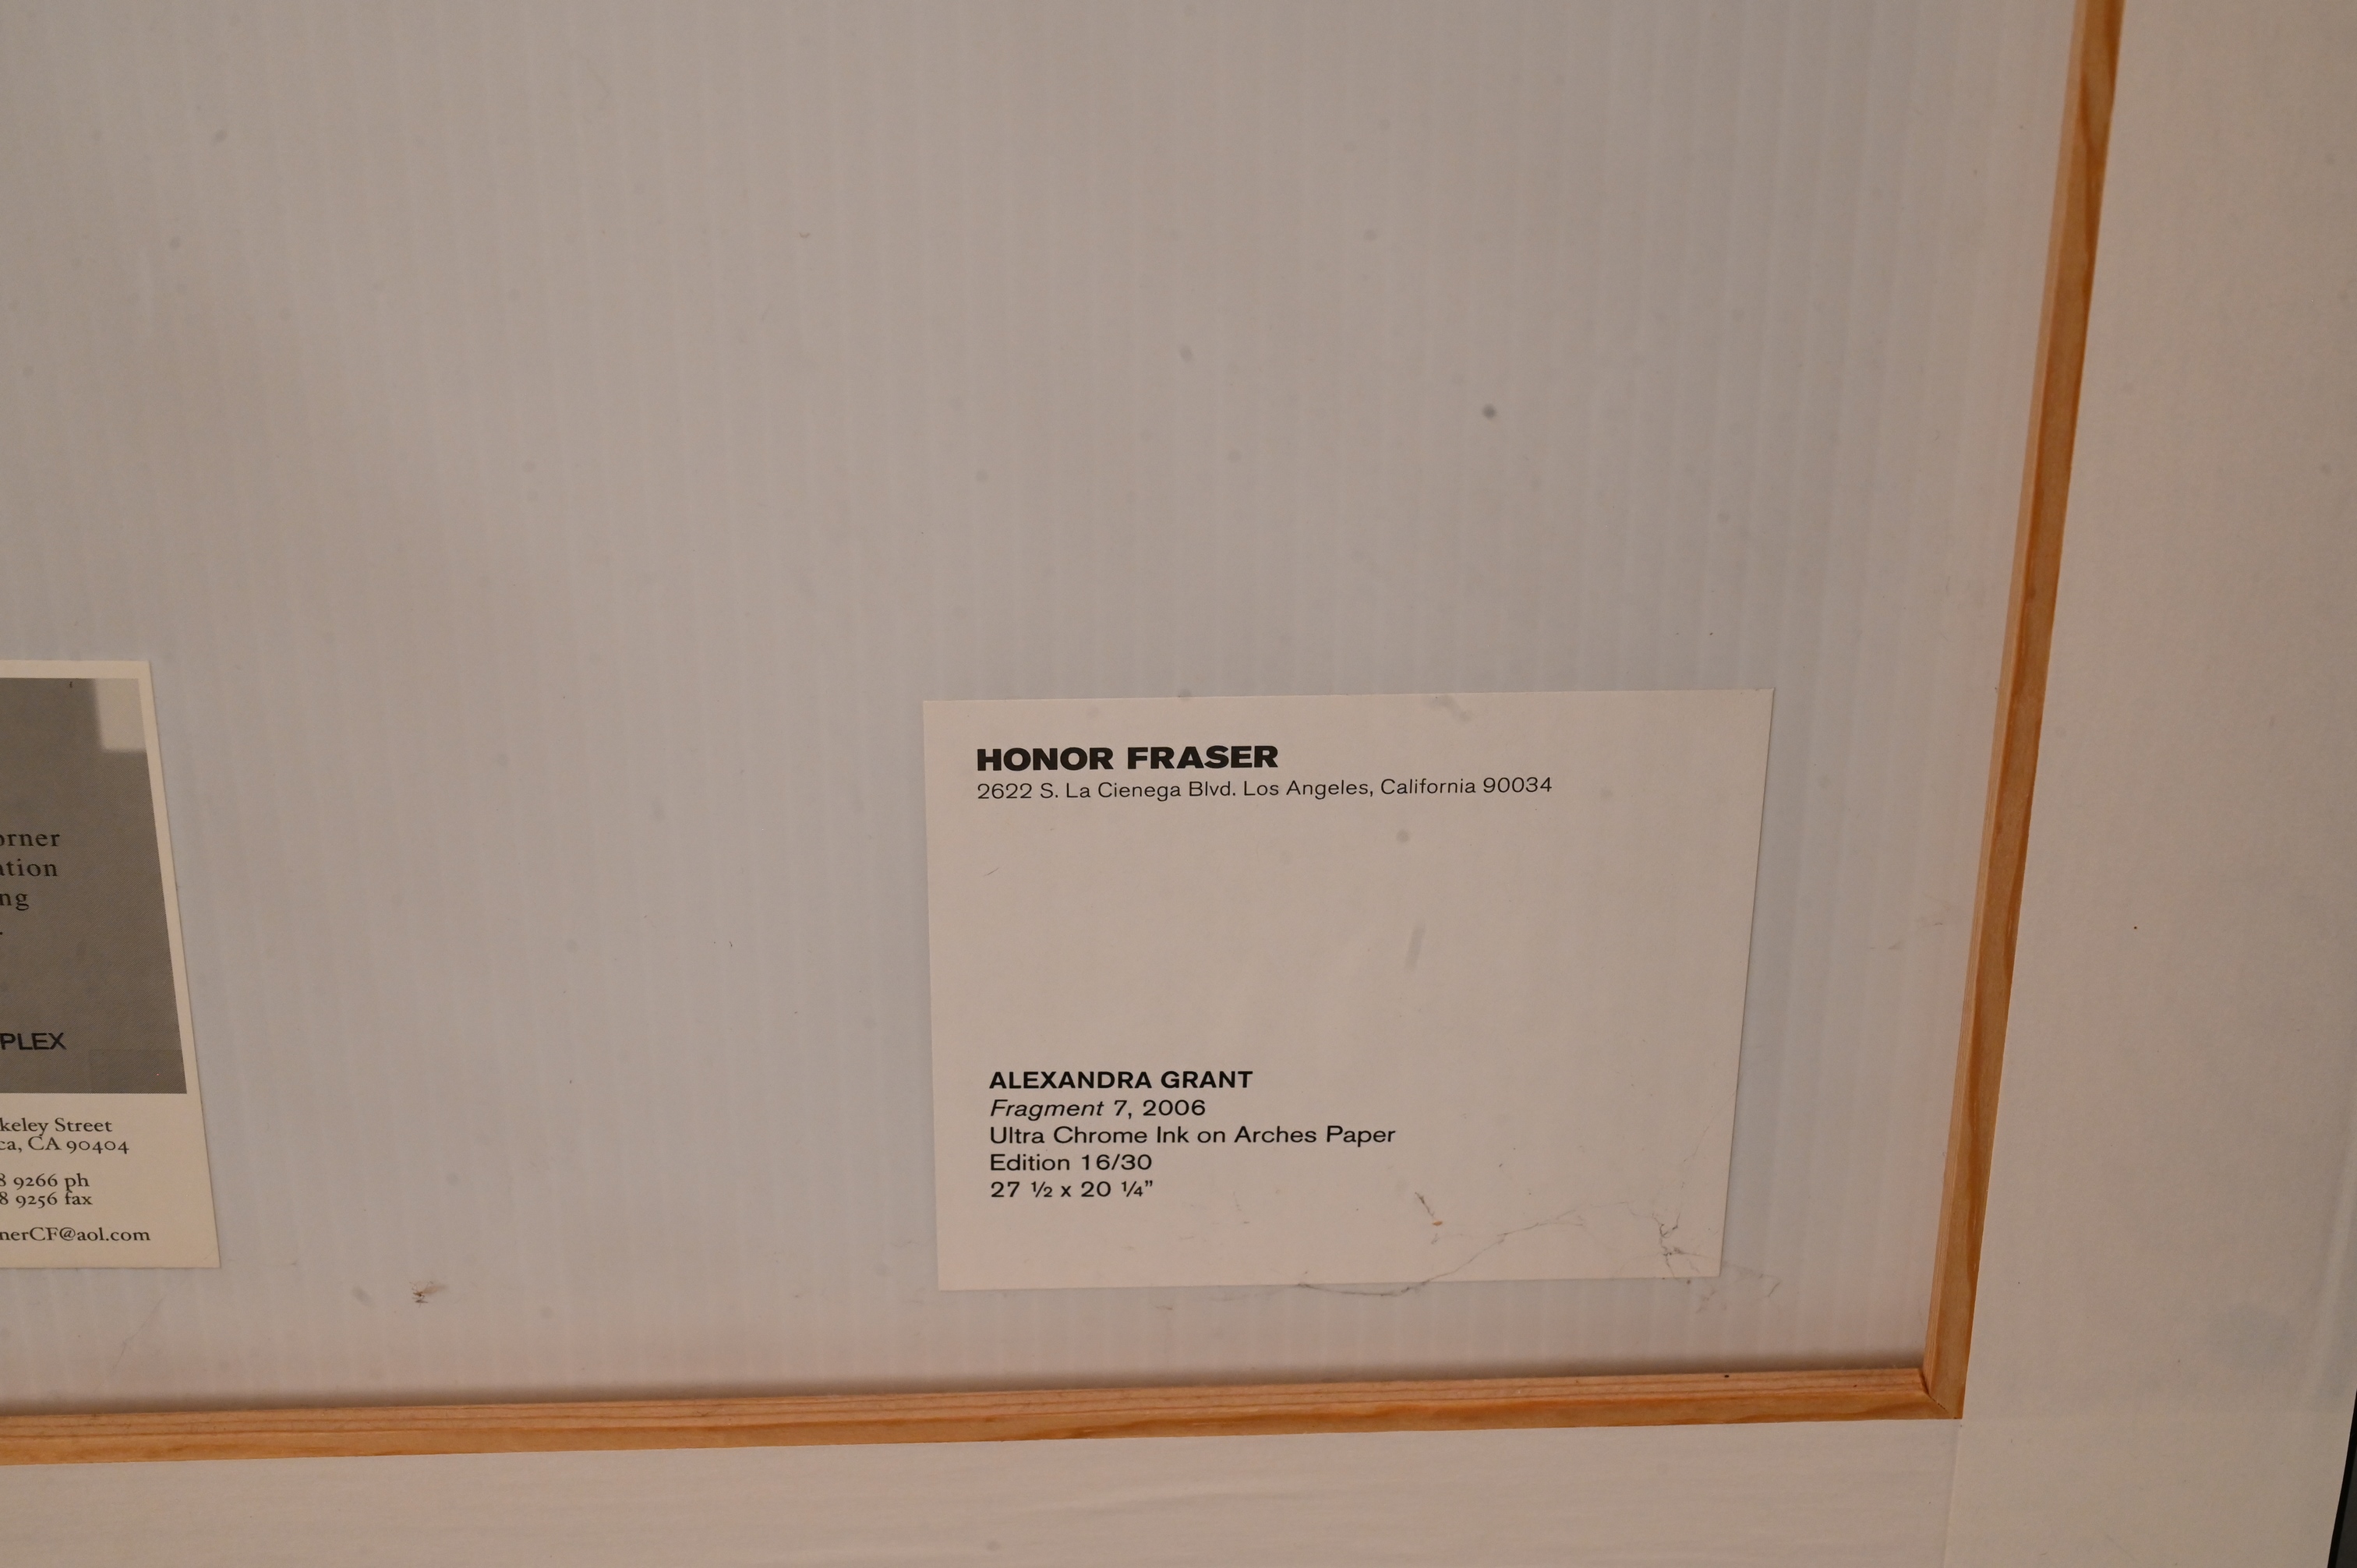 HONOR FRASER
2622 S. La Cienega Blvd. Los Angeles, California 90034
ALEXANDRA GRANT
Fragment 7, 2006
Ultra Chrome Ink on Arches Paper
Edition 16/30
27 ½ x 20 ¼”
orner
ation
ng
PLEX
keley Street
ca, CA 90404
8 9266 ph
8 9256 fax
nerCF@aol.com